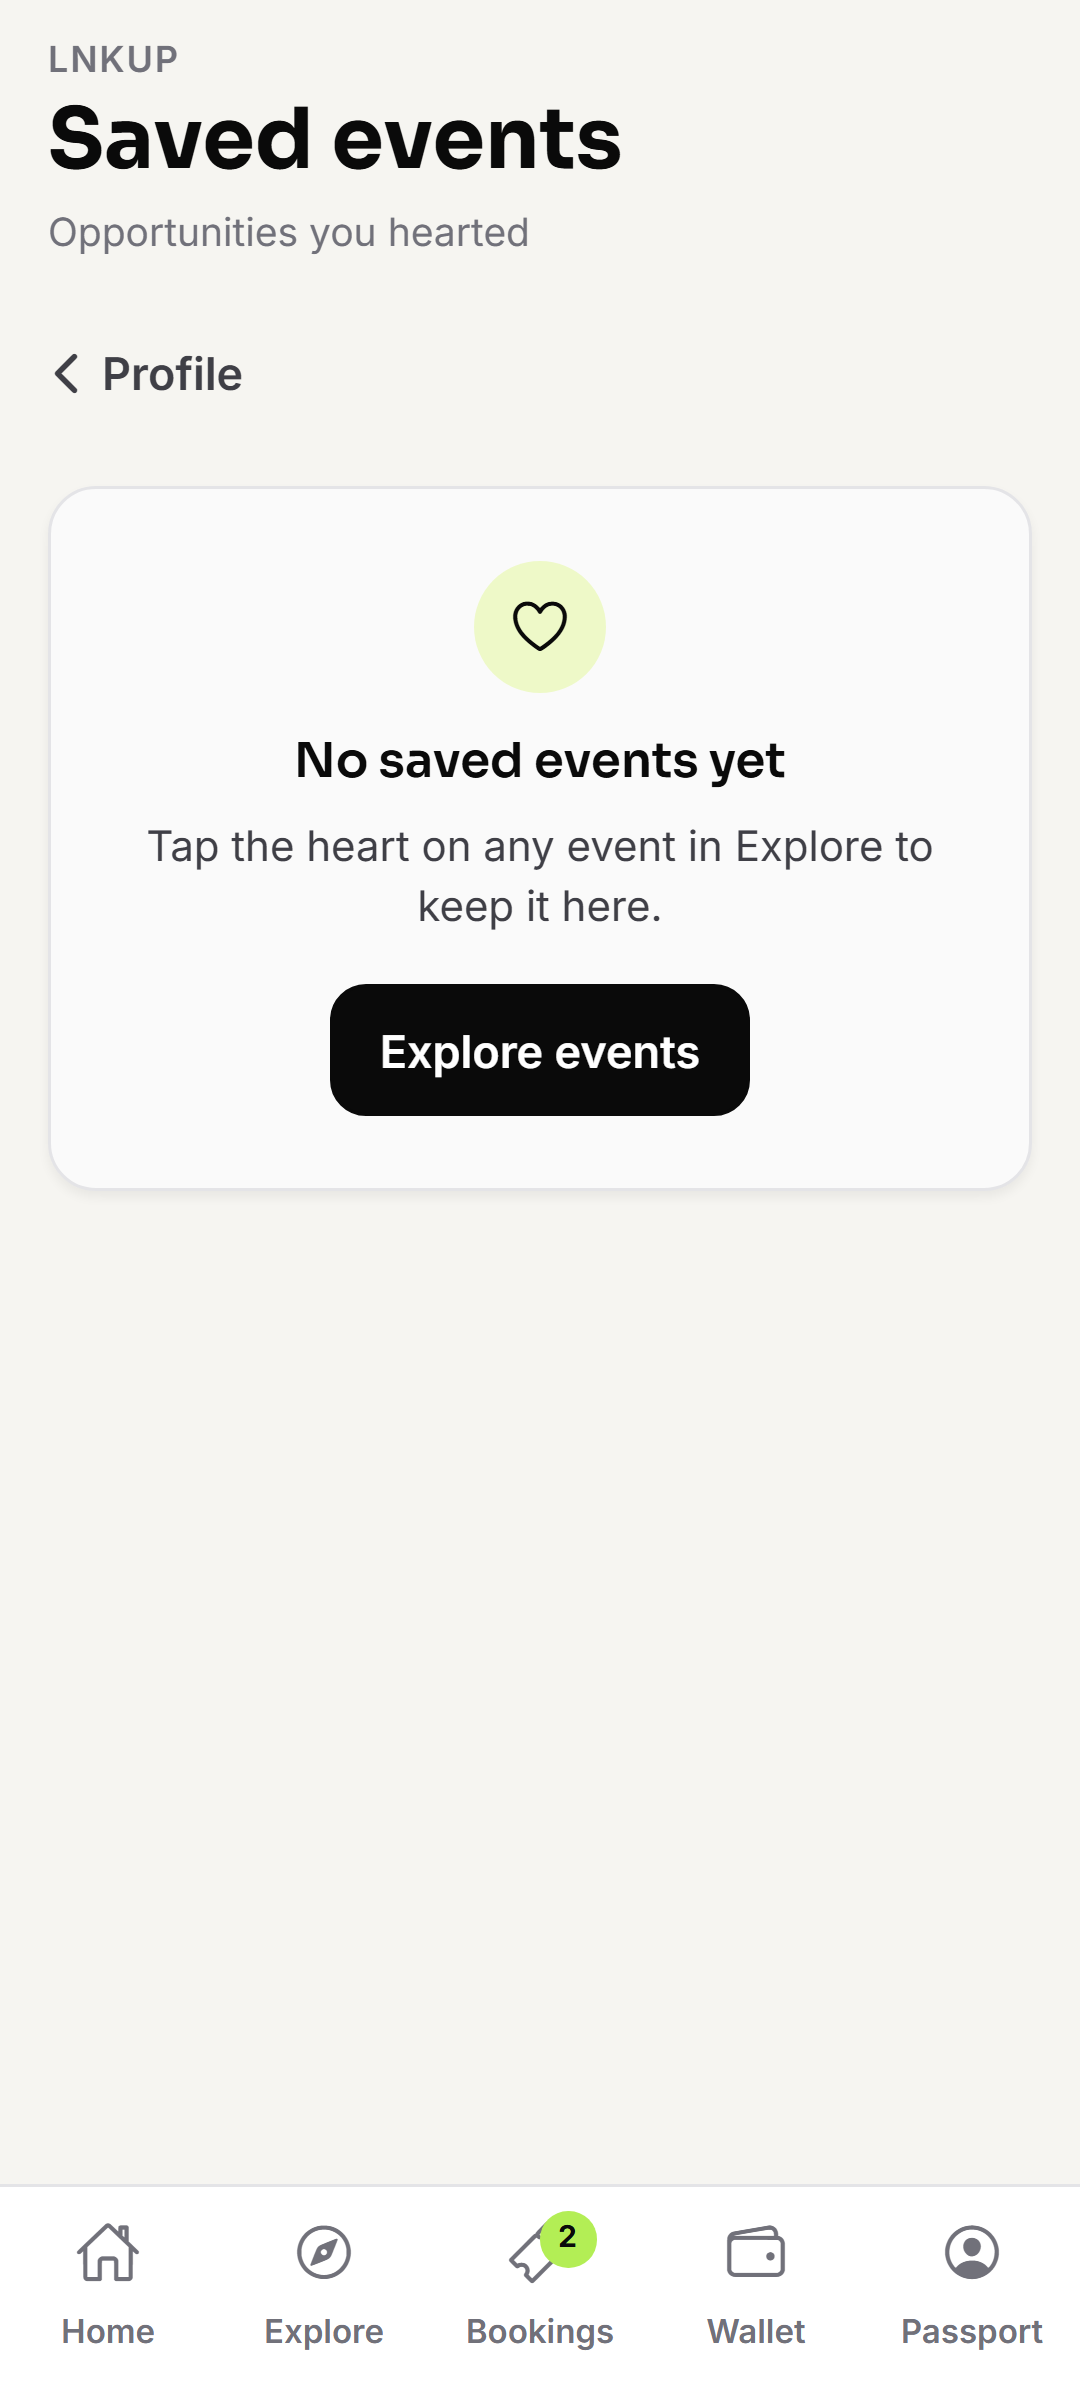 LNKUP
Saved events
Opportunities you hearted
Profile
No saved events yet
Tap the heart on any event in Explore to
keep it here.
Explore events
2
Home
Explore
Bookings
Wallet
Passport